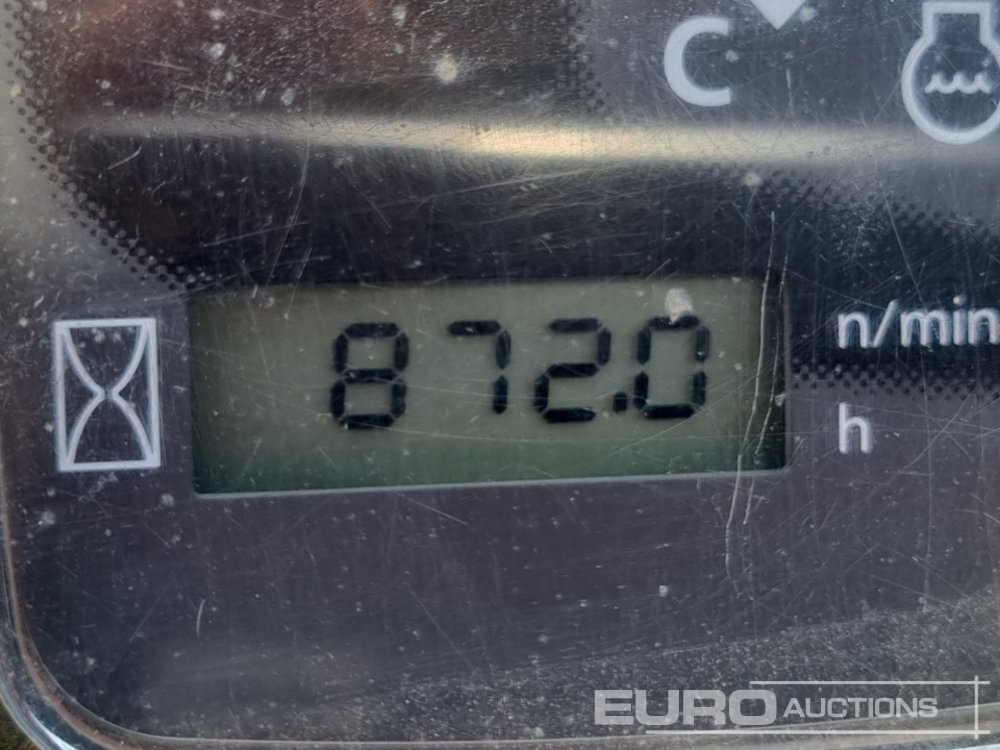 C
872.0
n/min
h
EURO AUCTIONS